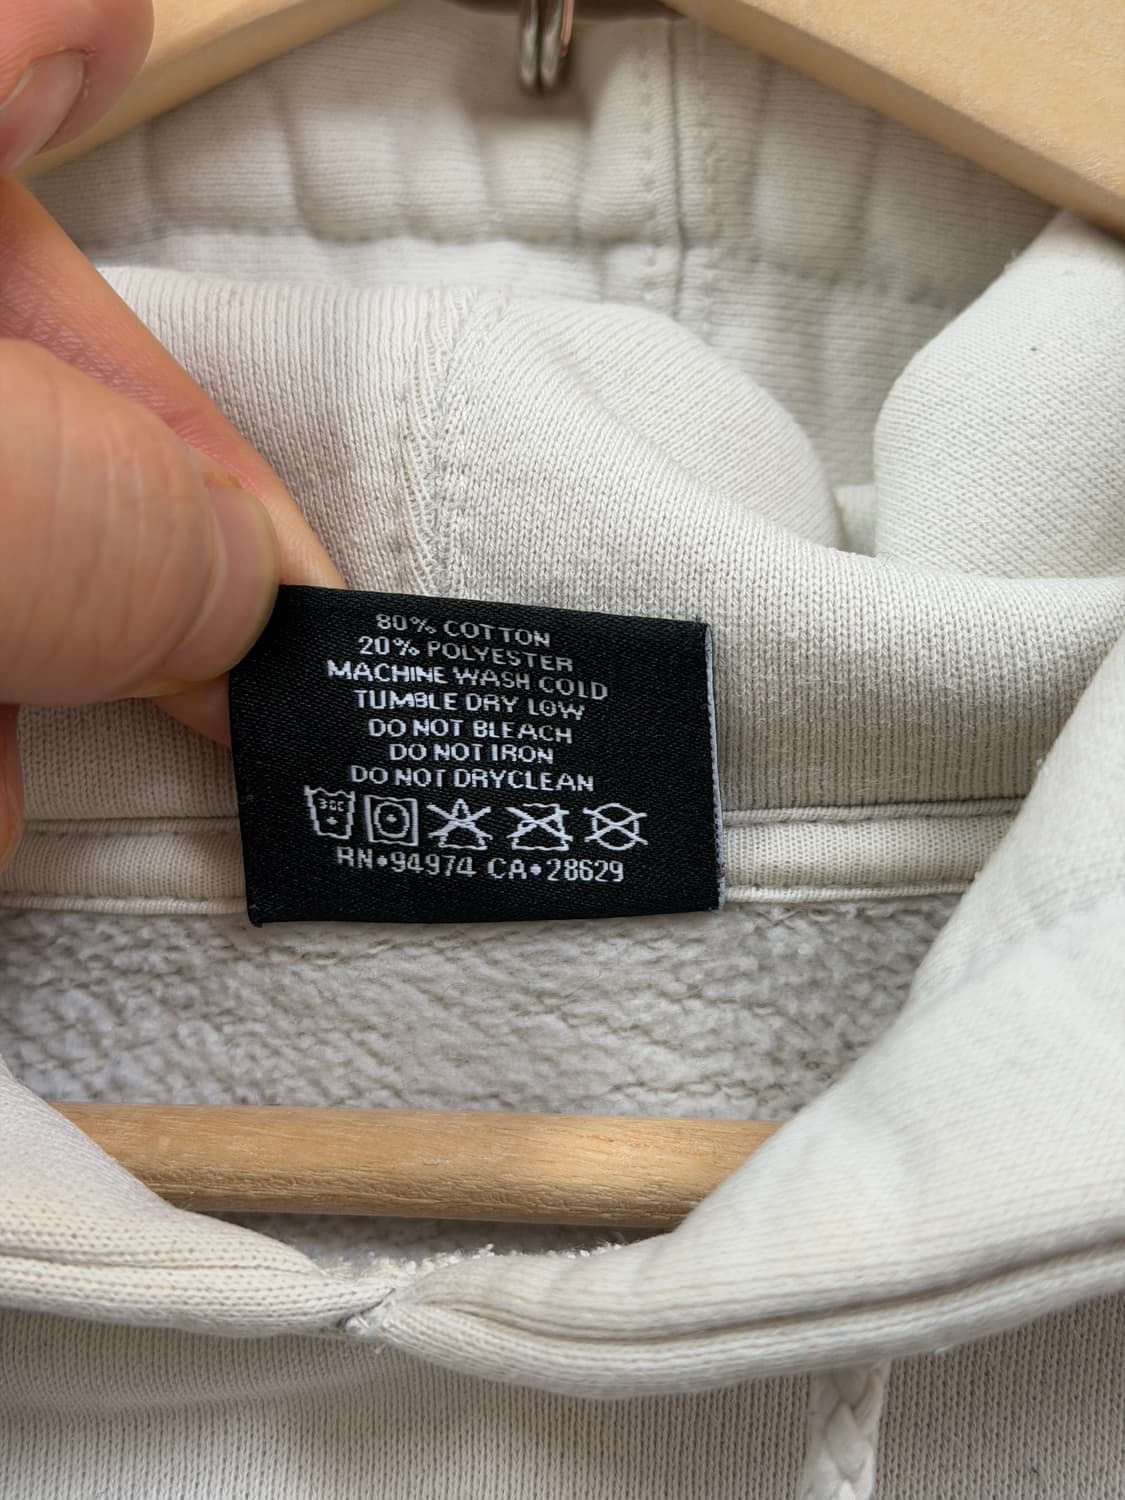 80% COTTON
20% POLYESTER
MACHINE WASH COLD
TUMBLE DRY LOW
DO NOT BLEACH
DO NOT IRON
DO NOT DRYCLEAN
30C
RN•94974 CA•28629